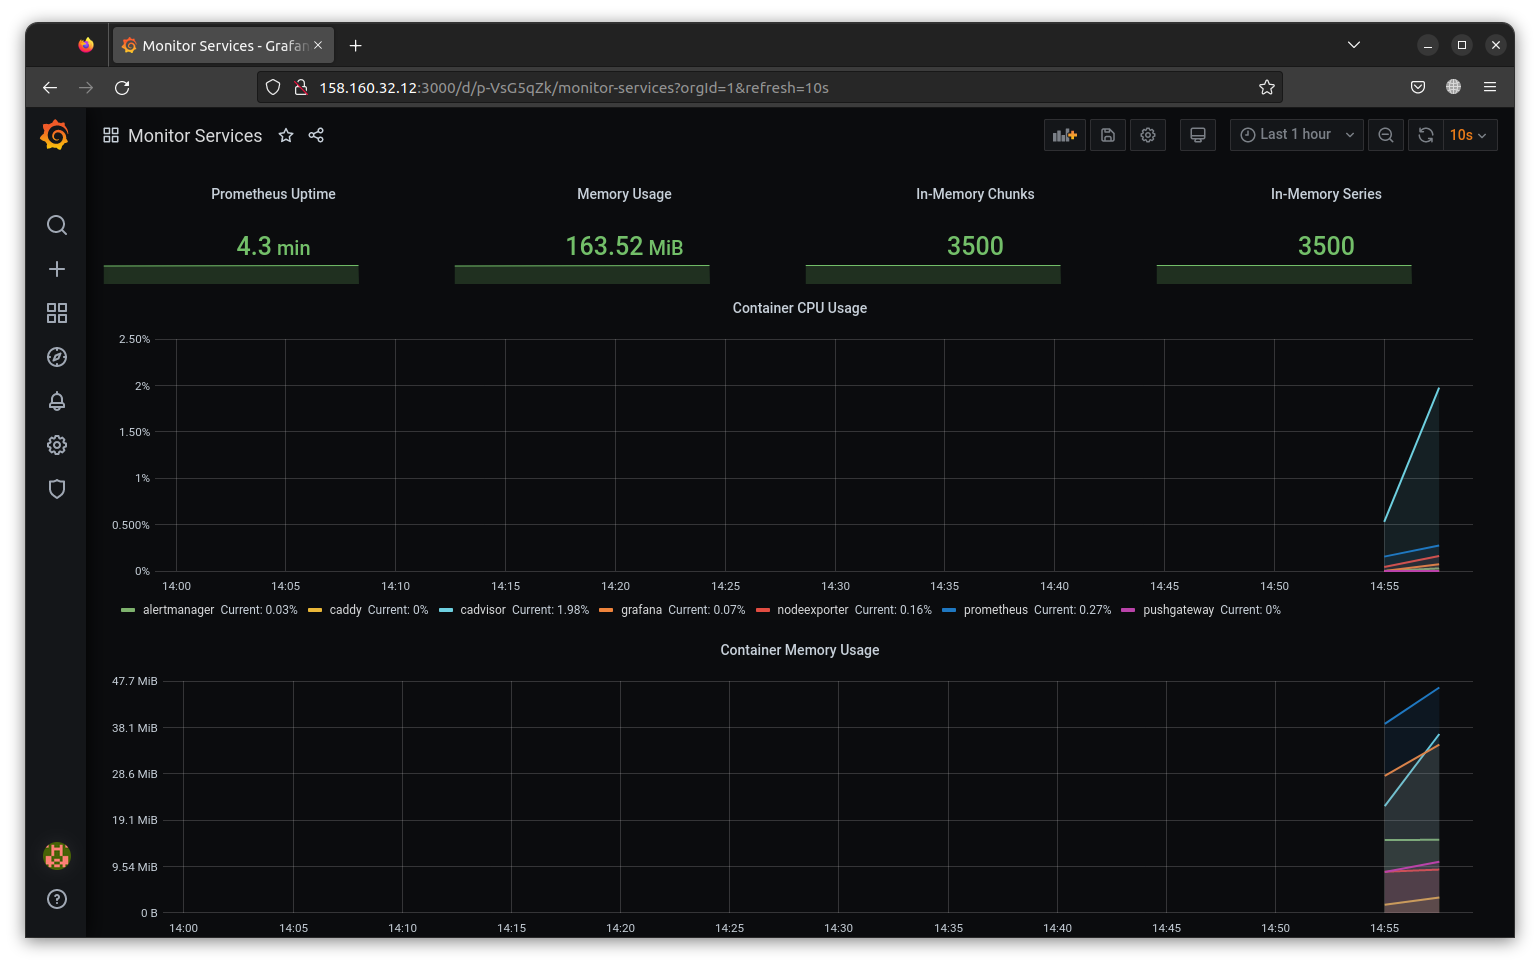 Monitor Services - Grafan
158.160.32.12:3000/d/p-VsG5qZk/monitor-services?orgId=1&refresh=10s
Monitor Services
Last 1 hour
10s
Prometheus Uptime
Memory Usage
In-Memory Chunks
In-Memory Series
4.3 min
163.52 MiB
3500
3500
Container CPU Usage
2.50%
2%
1.50%
1%
0.500%
0%
14:00 14:05 14:10 14:15 14:20 14:25 14:30 14:35 14:40 14:45 14:50 14:55
alertmanager Current: 0.03% caddy Current: 0% cadvisor Current: 1.98% grafana Current: 0.07% nodeexporter Current: 0.16% prometheus Current: 0.27% pushgateway Current: 0%
Container Memory Usage
47.7 MiB
38.1 MiB
28.6 MiB
19.1 MiB
9.54 MiB
0 B
14:00 14:05 14:10 14:15 14:20 14:25 14:30 14:35 14:40 14:45 14:50 14:55